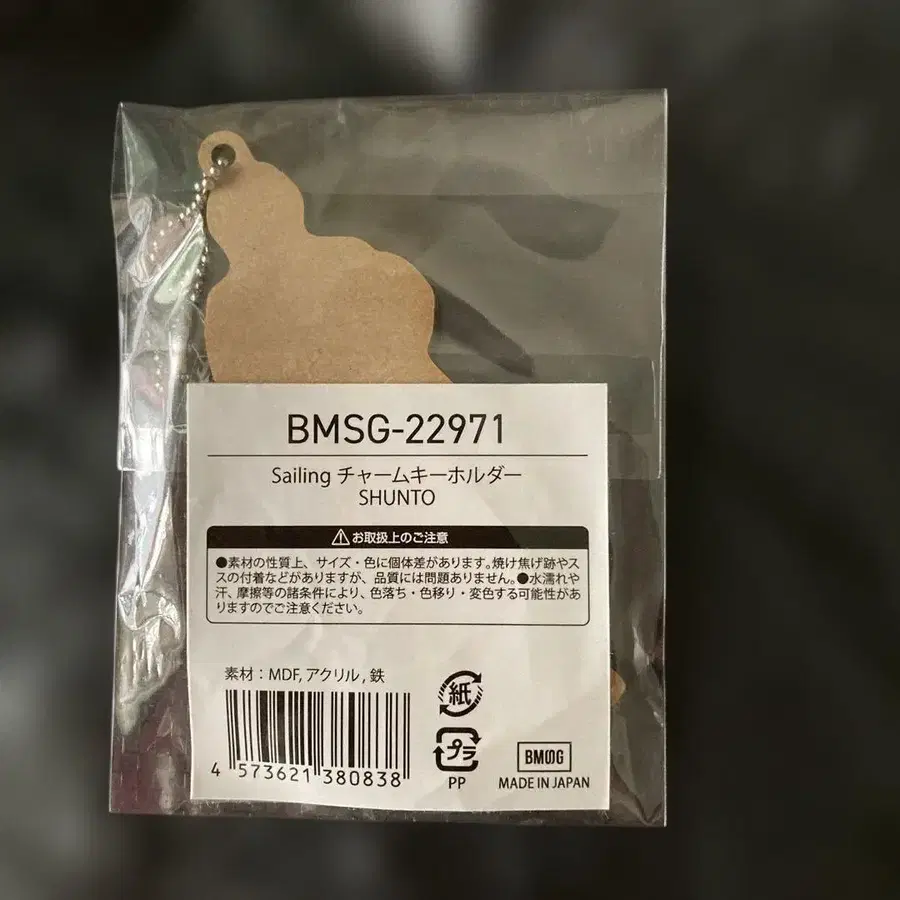 BMSG-22971
Sailing チャームキーホルダー
SHUNTO
お取扱上のご注意
●素材の性質上、サイズ・色に個体差があります。焼け焦げ跡やス
スの付着などがありますが、品質には問題ありません。●水濡れや
汗、摩擦等の諸条件により、色落ち・色移り・変色する可能性があ
りますのでご注意ください。
素材：MDF, アクリル, 鉄
4 573621 380838
紙
プラ
PP
BMSG
MADE IN JAPAN